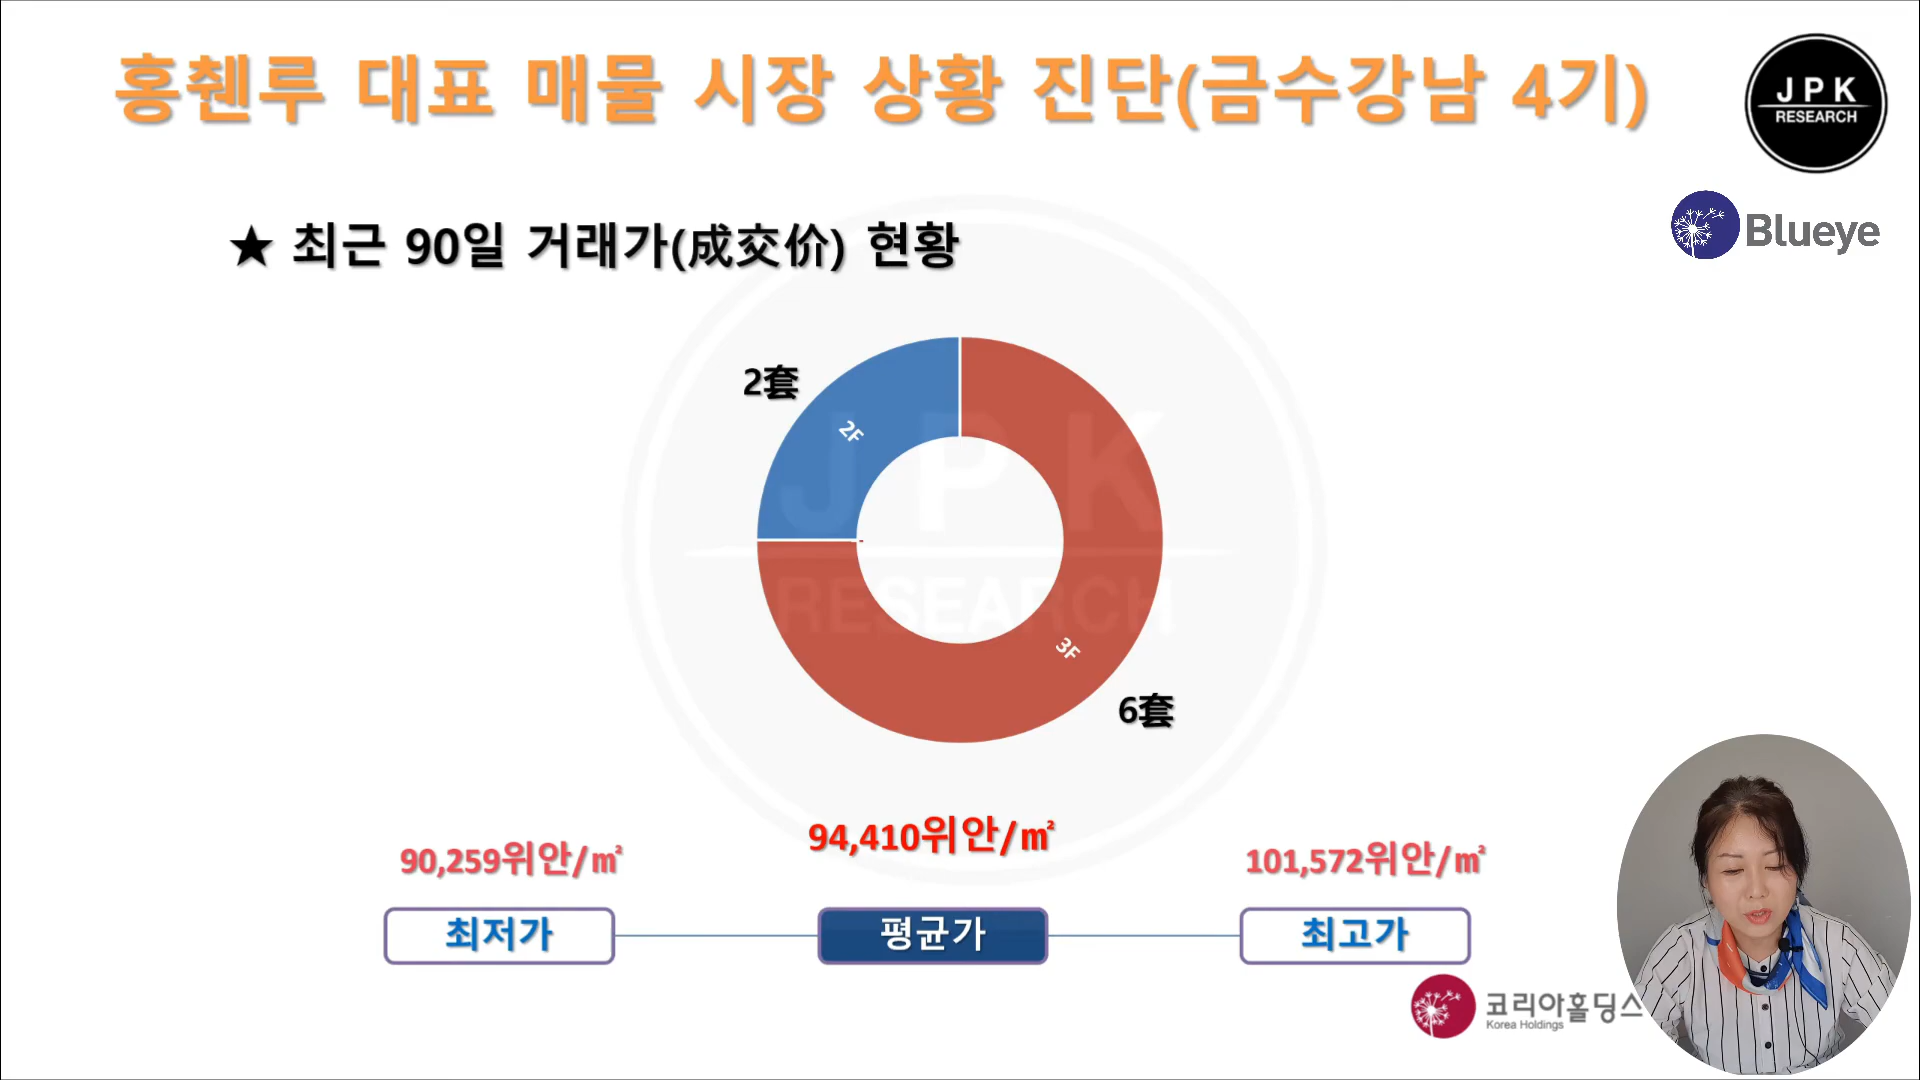 홍췐루 대표 매물 시장 상황 진단(금수강남 4기)
JPK
RESEARCH
Blueye
★ 최근 90일 거래가(成交价) 현황
2套
2F
JPK
RESEARCH
3F
6套
90,259위안/㎡
94,410위안/㎡
101,572위안/㎡
최저가
평균가
최고가
코리아홀딩스
Korea Holdings